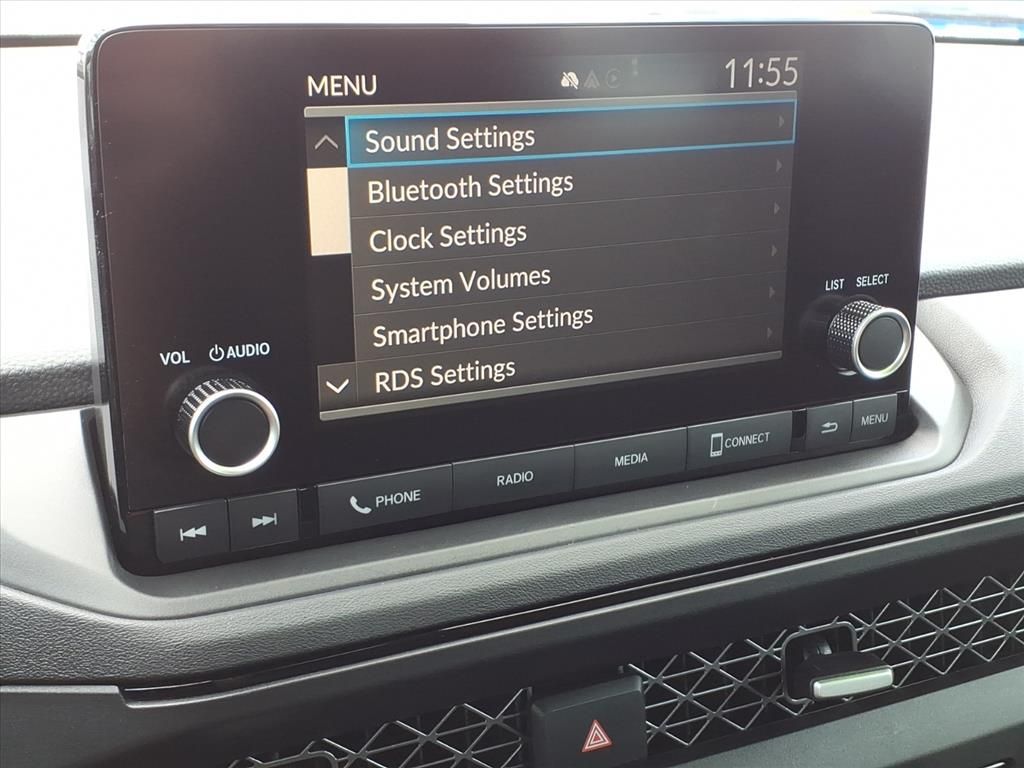 MENU
11:55
Sound Settings
Bluetooth Settings
Clock Settings
System Volumes
Smartphone Settings
RDS Settings
VOL AUDIO
LIST SELECT
PHONE
RADIO
MEDIA
CONNECT
MENU